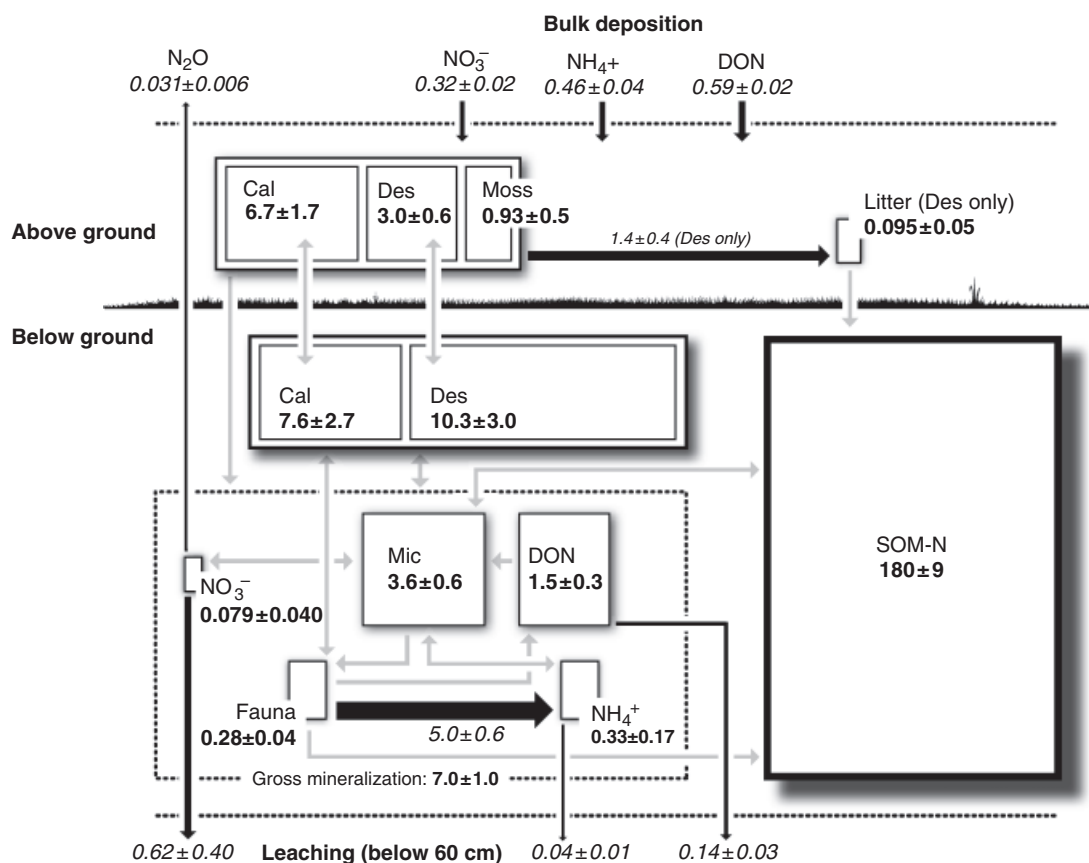 Bulk deposition
N₂O
0.031±0.006
NO₃⁻
0.32±0.02
NH₄+
0.46±0.04
DON
0.59±0.02
Cal
6.7±1.7
Des
3.0±0.6
Moss
0.93±0.5
Litter (Des only)
0.095±0.05
1.4±0.4 (Des only)
Above ground
Below ground
Cal
7.6±2.7
Des
10.3±3.0
Mic
3.6±0.6
DON
1.5±0.3
SOM-N
180±9
NO₃⁻
0.079±0.040
Fauna
0.28±0.04
5.0±0.6
NH₄⁺
0.33±0.17
Gross mineralization: 7.0±1.0
0.62±0.40
Leaching (below 60 cm)
0.04±0.01
0.14±0.03